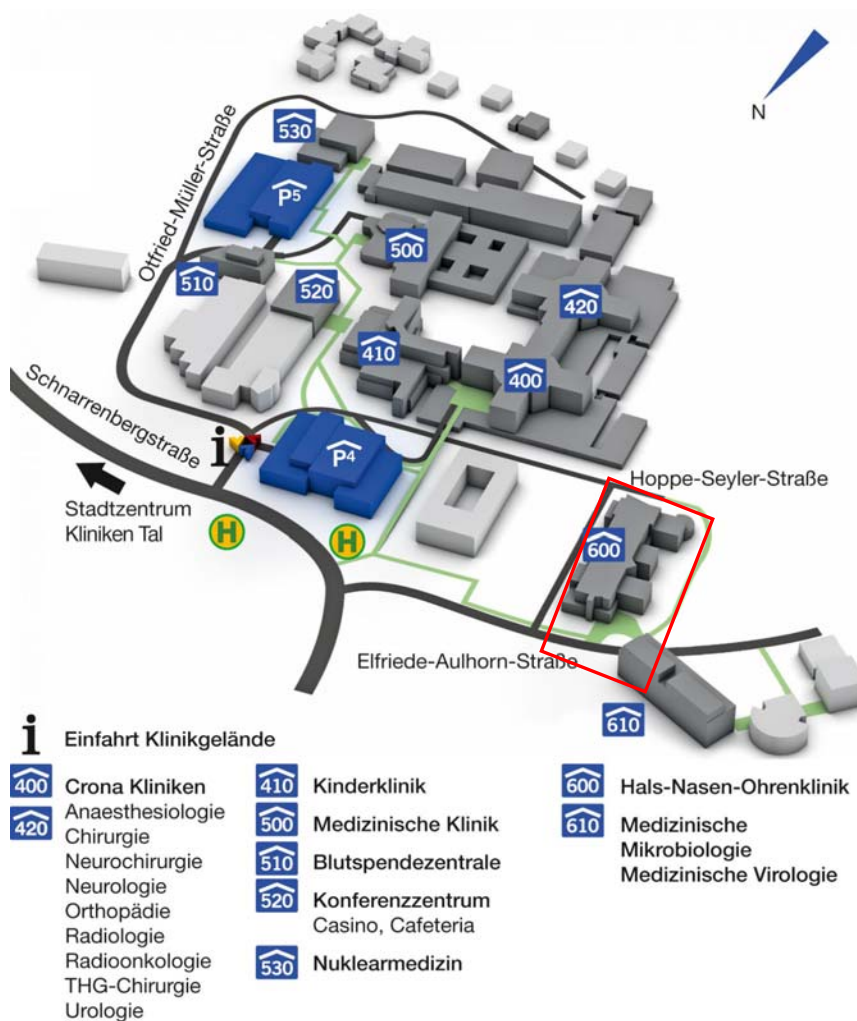 N
530
Otfried-Müller-Straße
P5
500
510
520
420
410
400
Schnarrenbergstraße
i
P4
Hoppe-Seyler-Straße
Stadtzentrum
Kliniken Tal
H
H
600
Elfriede-Aulhorn-Straße
610
i Einfahrt Klinikgelände
400 Crona Kliniken
420 Anaesthesiologie
Chirurgie
Neurochirurgie
Neurologie
Orthopädie
Radiologie
Radioonkologie
THG-Chirurgie
Urologie
410 Kinderklinik
500 Medizinische Klinik
510 Blutspendezentrale
520 Konferenzzentrum
Casino, Cafeteria
530 Nuklearmedizin
600 Hals-Nasen-Ohrenklinik
610 Medizinische
Mikrobiologie
Medizinische Virologie